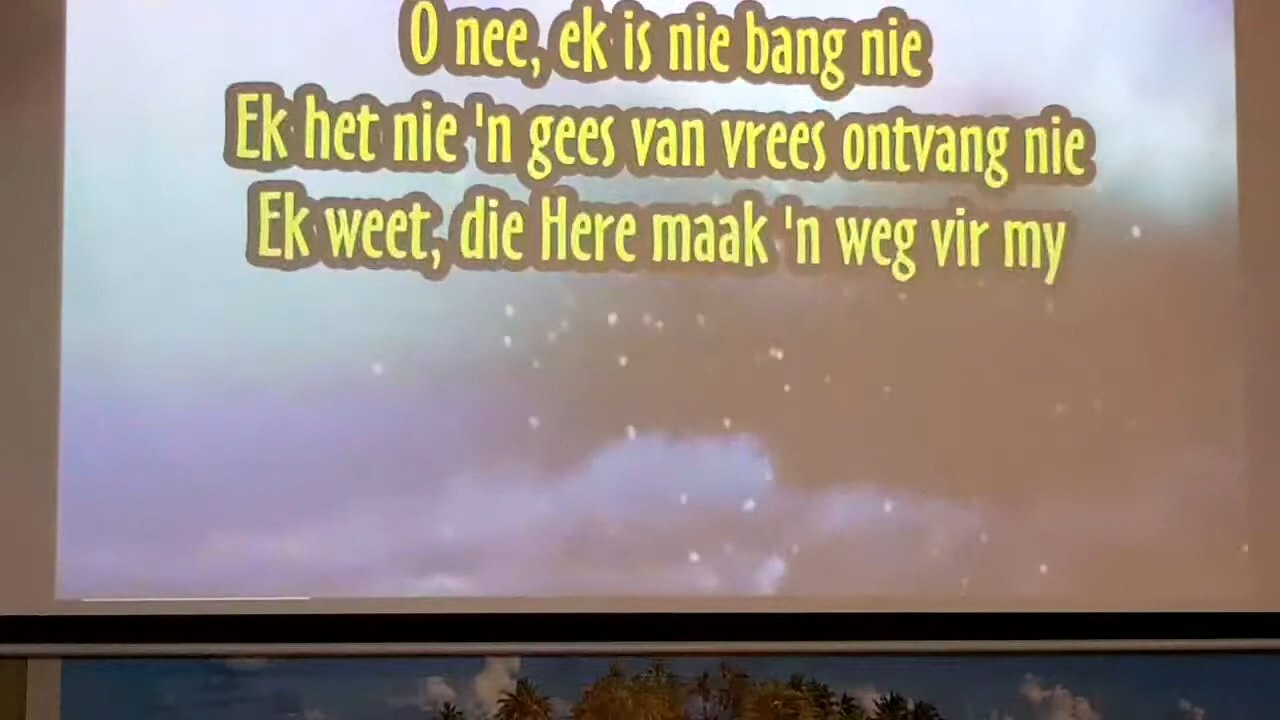 O nee, ek is nie bang nie
Ek het nie 'n gees van vrees ontvang nie
Ek weet, die Here maak 'n weg vir my